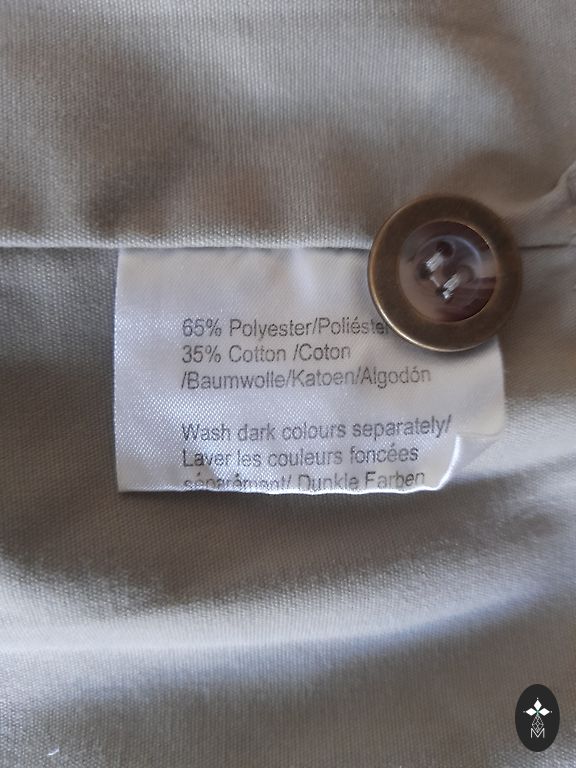 65% Polyester/Poliéster
35% Cotton /Coton
/Baumwolle/Katoen/Algodón
Wash dark colours separately/
Laver les couleurs foncées
séparément/ Dunkle Farben
M